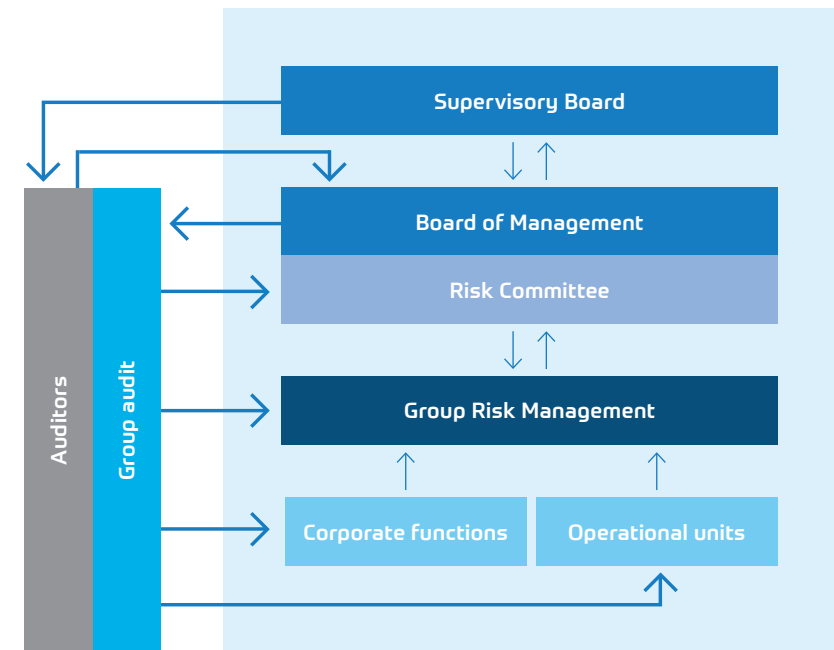 Supervisory Board
Board of Management
Risk Committee
Group Risk Management
Corporate functions
Operational units
Auditors
Group audit